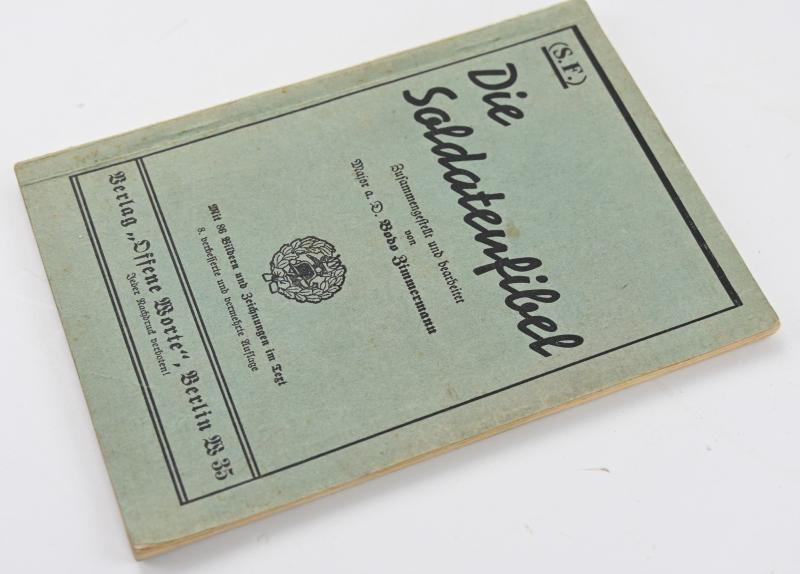 (S.F.)
Die
Soldatenfibel
Zusammengestellt und bearbeitet
von
Major a. D. Bodo Zimmermann
Mit 86 Bildern und Zeichnungen im Text
8. verbesserte und vermehrte Auflage
Verlag „Offene Worte“, Berlin W 35
Jeder Nachdruck verboten!